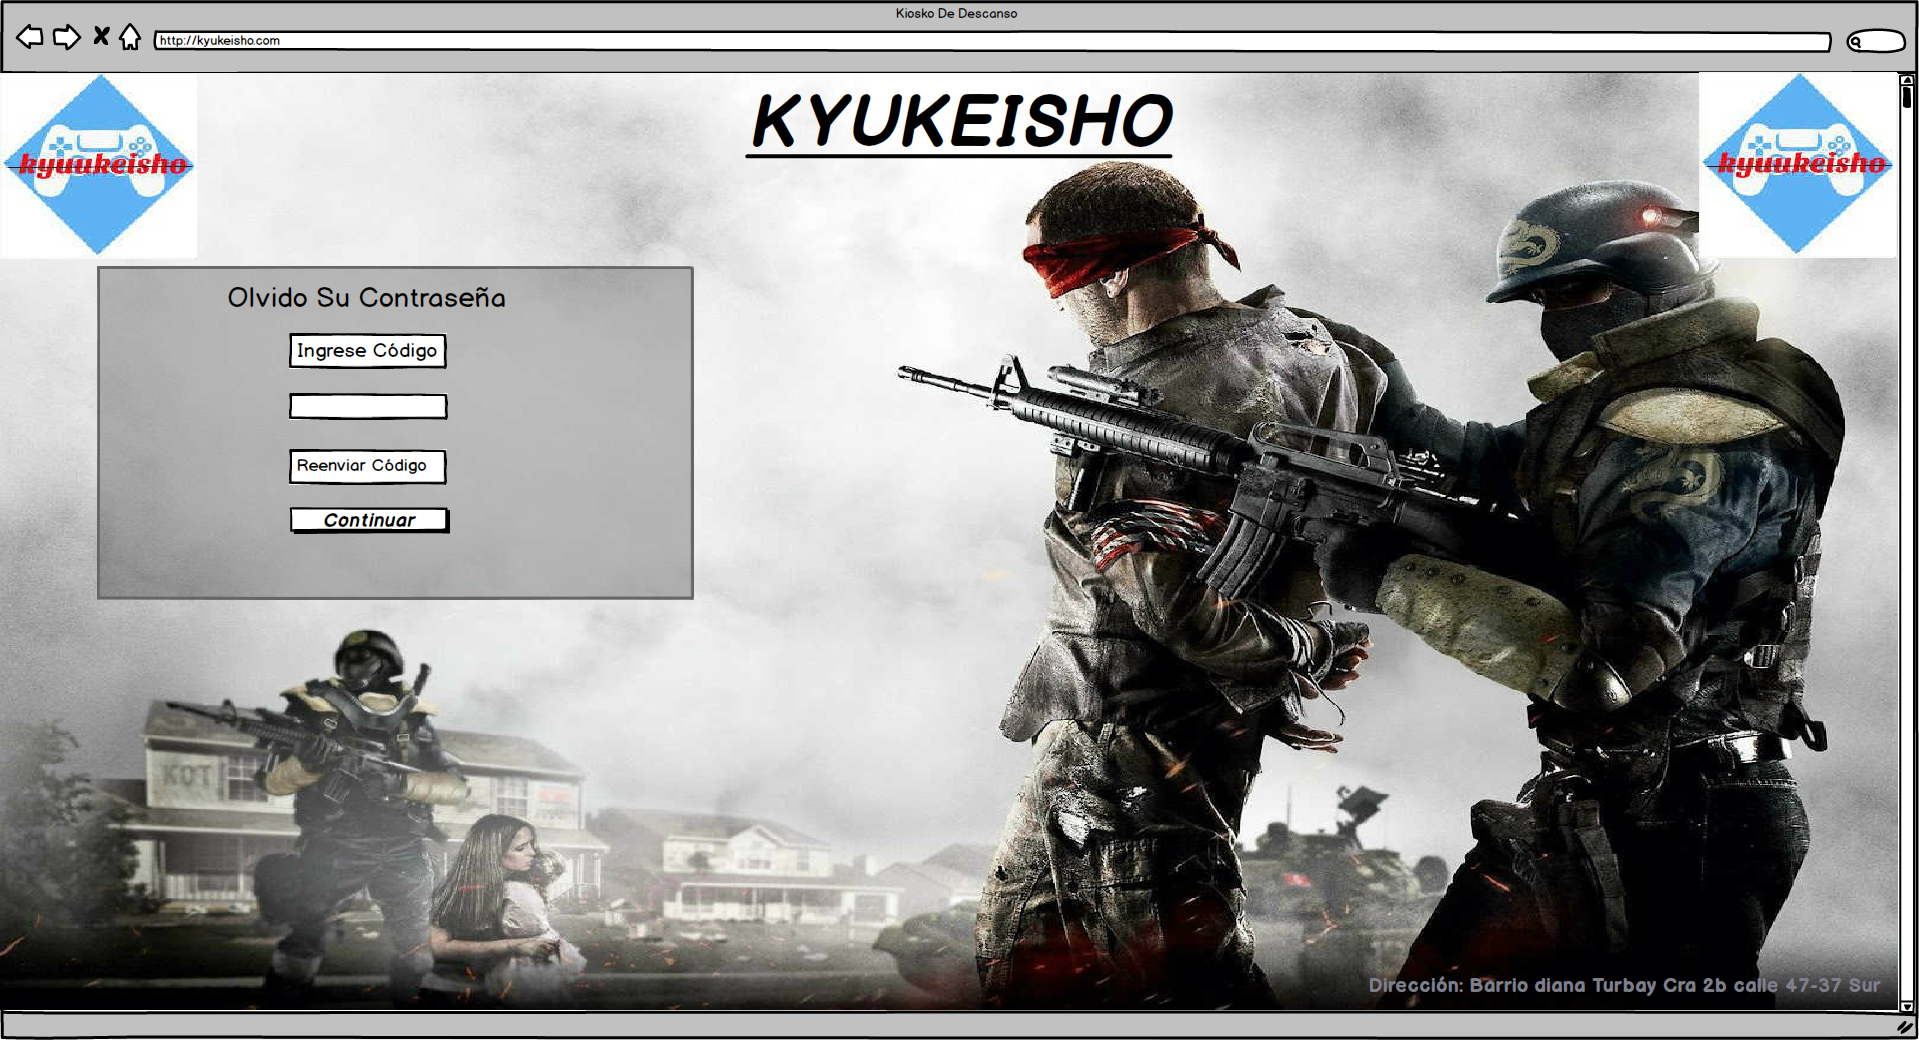 Kiosko De Descanso
http://kyukeisho.com
KYUKEISHO
kyuukeisho
kyuukeisho
Olvido Su Contraseña
Ingrese Código
Reenviar Código
Continuar
KOT
Dirección: Barrio diana Turbay Cra 2b calle 47-37 Sur